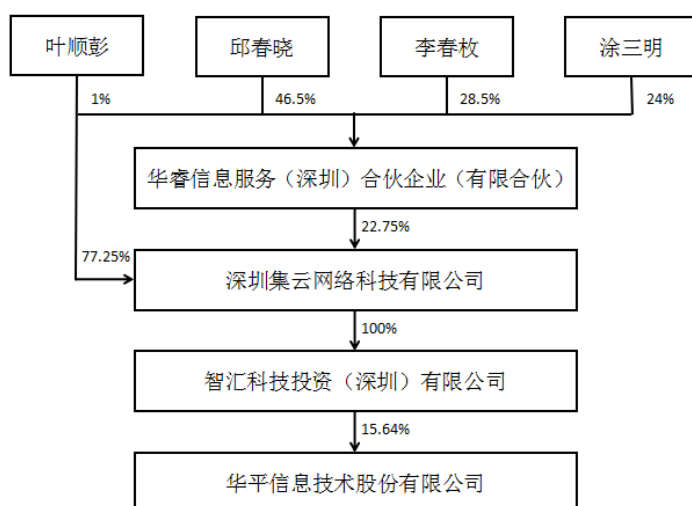 叶顺彭
邱春晓
李春枚
涂三明
1%
46.5%
28.5%
24%
华睿信息服务（深圳）合伙企业（有限合伙）
22.75%
77.25%
深圳集云网络科技有限公司
100%
智汇科技投资（深圳）有限公司
15.64%
华平信息技术股份有限公司